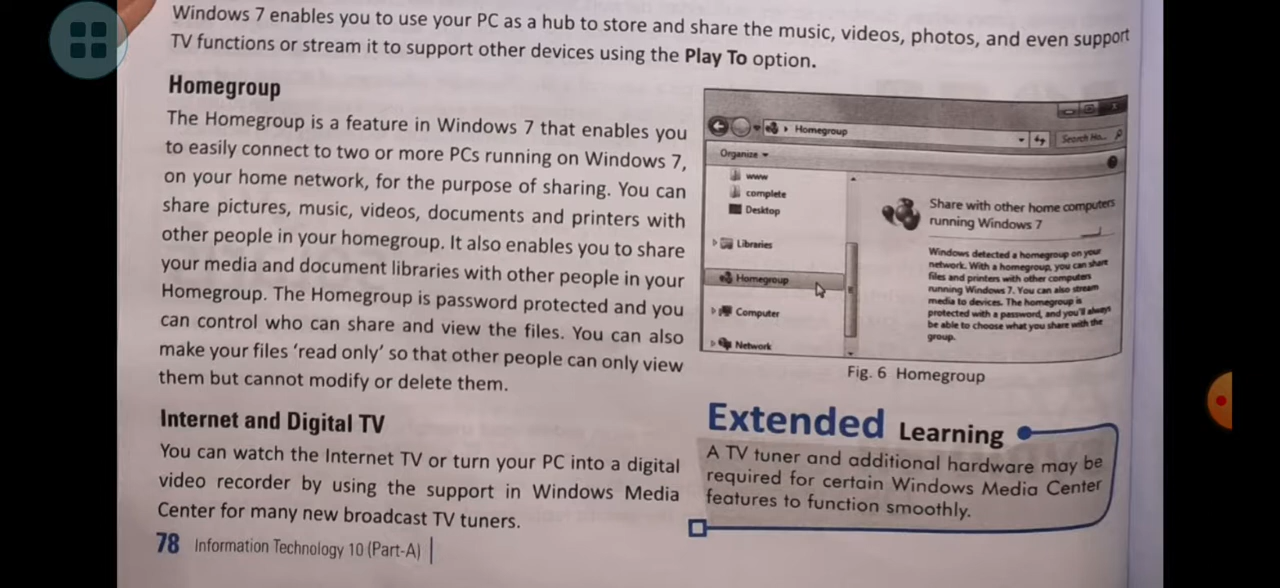 Windows 7 enables you to use your PC as a hub to store and share the music, videos, photos, and even support
TV functions or stream it to support other devices using the Play To option.
Homegroup
The Homegroup is a feature in Windows 7 that enables you
to easily connect to two or more PCs running on Windows 7,
on your home network, for the purpose of sharing. You can
share pictures, music, videos, documents and printers with
other people in your homegroup. It also enables you to share
your media and document libraries with other people in your
Homegroup. The Homegroup is password protected and you
can control who can share and view the files. You can also
make your files ‘read only’ so that other people can only view
them but cannot modify or delete them.
Internet and Digital TV
You can watch the Internet TV or turn your PC into a digital
video recorder by using the support in Windows Media
Center for many new broadcast TV tuners.
78 Information Technology 10 (Part-A)
Homegroup
Search Ho...
Organize
www
complete
Desktop
Libraries
Homegroup
Computer
Network
Share with other home computers
running Windows 7
Windows detected a homegroup on your
network. With a homegroup, you can share
files and printers with other computers
running Windows 7. You can also stream
media to devices. The homegroup is
protected with a password, and you'll always
be able to choose what you share with the
group.
Fig. 6 Homegroup
Extended Learning
A TV tuner and additional hardware may be
required for certain Windows Media Center
features to function smoothly.